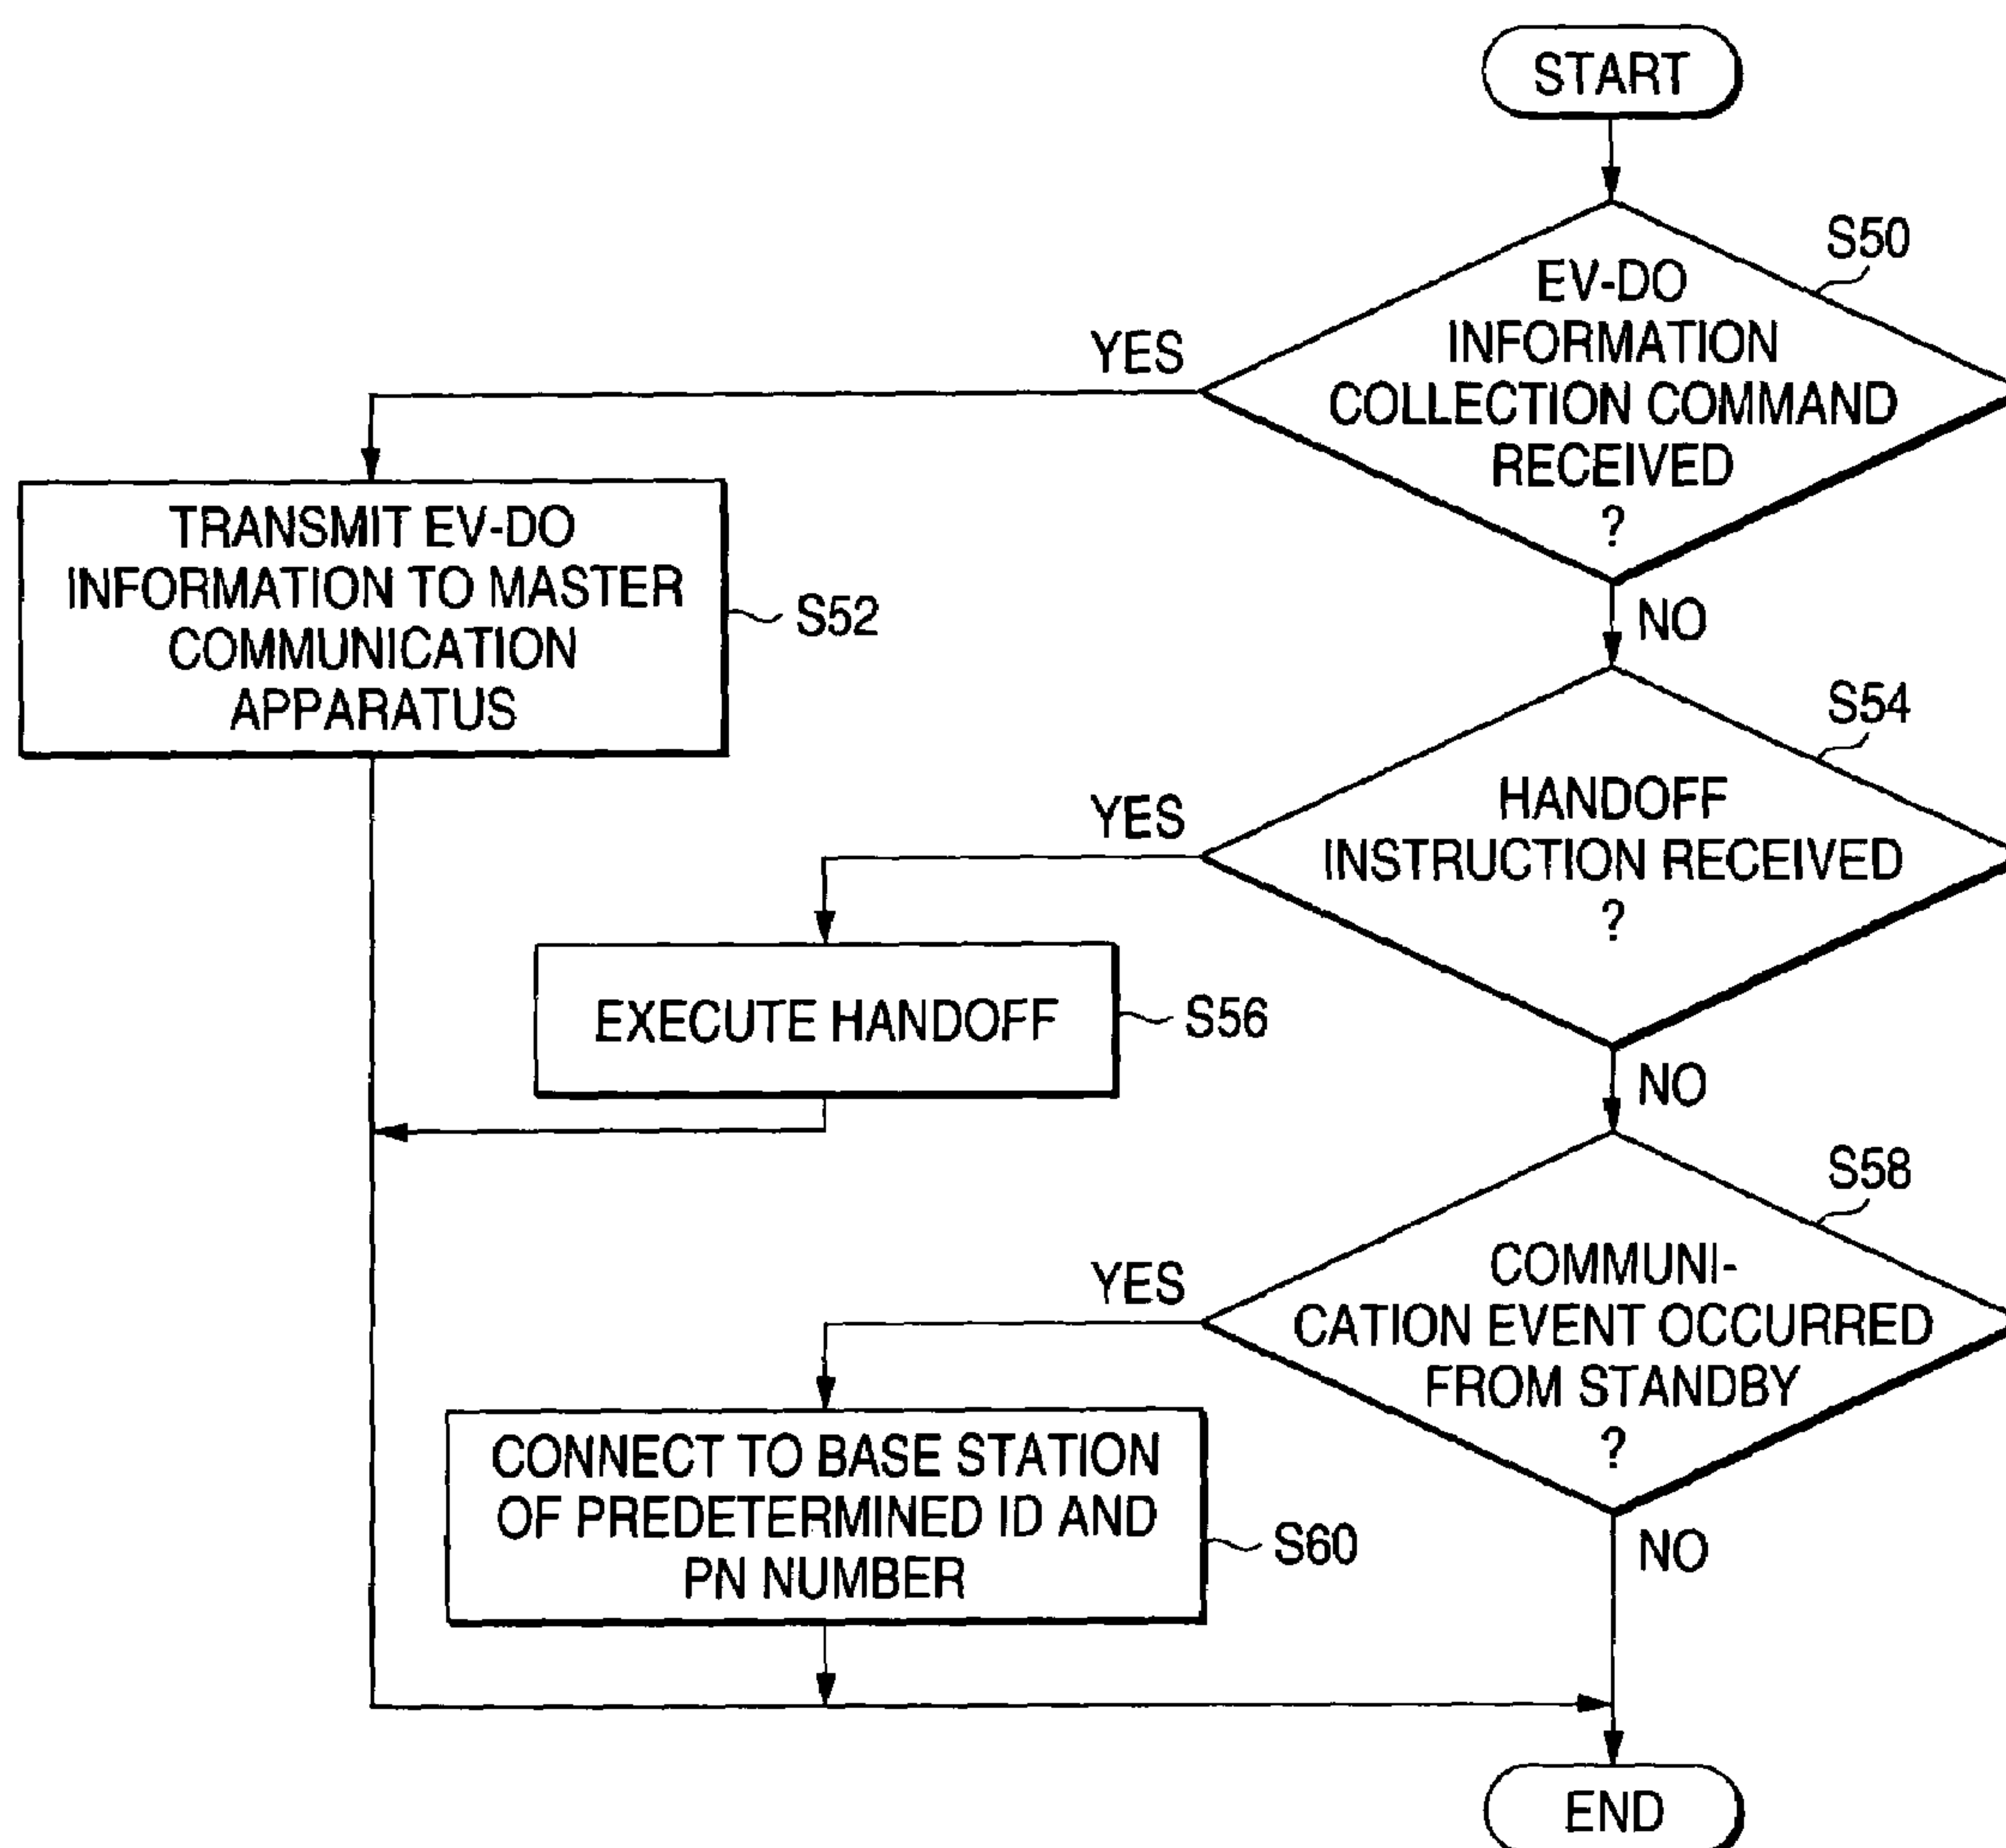 START
S50
EV-DO
INFORMATION
COLLECTION COMMAND
RECEIVED
?
YES
NO
TRANSMIT EV-DO
INFORMATION TO MASTER
COMMUNICATION
APPARATUS
S52
S54
HANDOFF
INSTRUCTION RECEIVED
?
YES
NO
EXECUTE HANDOFF
S56
S58
COMMUNI-
CATION EVENT OCCURRED
FROM STANDBY
?
YES
NO
CONNECT TO BASE STATION
OF PREDETERMINED ID AND
PN NUMBER
S60
END